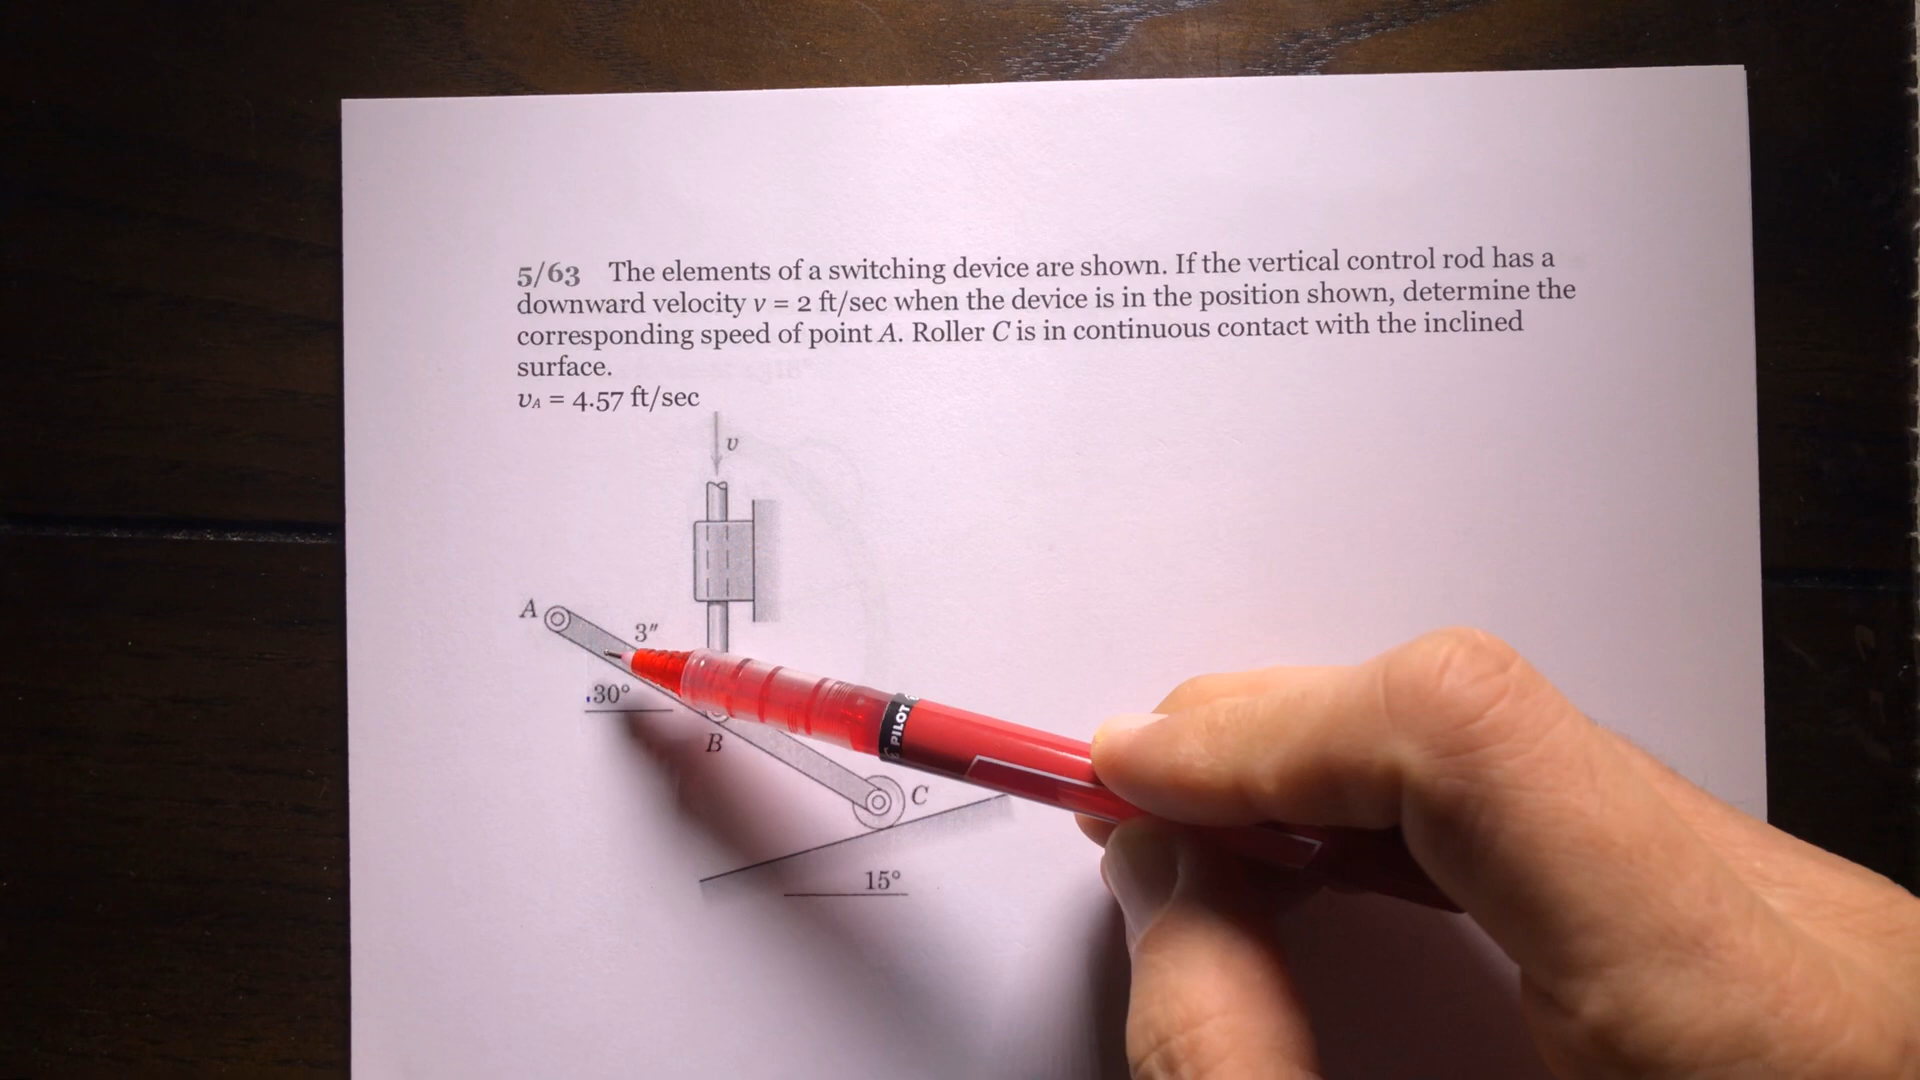 5/63 The elements of a switching device are shown. If the vertical control rod has a
downward velocity v = 2 ft/sec when the device is in the position shown, determine the
corresponding speed of point A. Roller C is in continuous contact with the inclined
surface.
υA = 4.57 ft/sec
υ
A
3″
30°
PILOT
B
C
15°